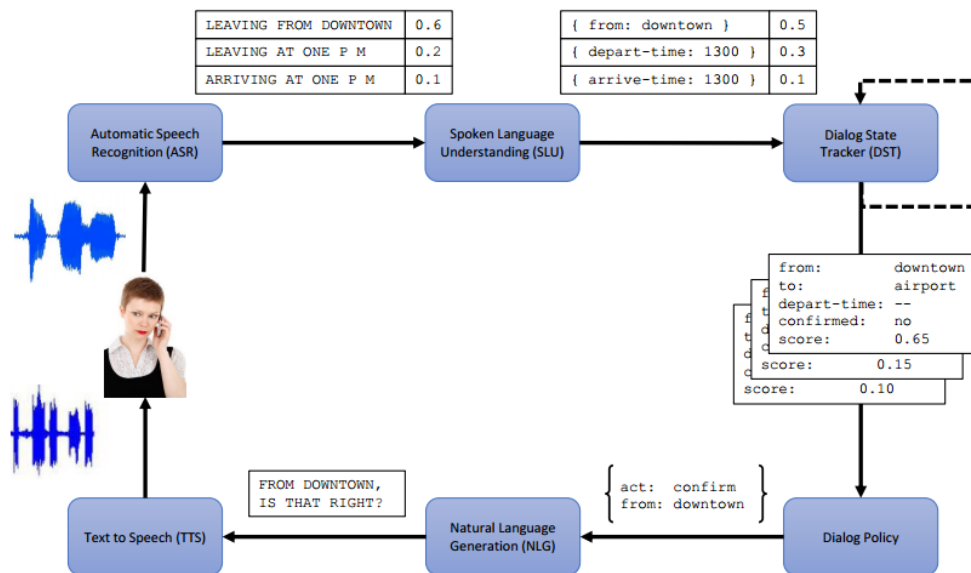 LEAVING FROM DOWNTOWN 0.6
LEAVING AT ONE P M 0.2
ARRIVING AT ONE P M 0.1
{ from: downtown } 0.5
{ depart-time: 1300 } 0.3
{ arrive-time: 1300 } 0.1
Automatic Speech
Recognition (ASR)
Spoken Language
Understanding (SLU)
Dialog State
Tracker (DST)
from: downtown
to: airport
depart-time: --
confirmed: no
score: 0.65
f
t
d
c
score: 0.15
f
t
d
c
score: 0.10
FROM DOWNTOWN,
IS THAT RIGHT?
{ act: confirm
from: downtown }
Text to Speech (TTS)
Natural Language
Generation (NLG)
Dialog Policy